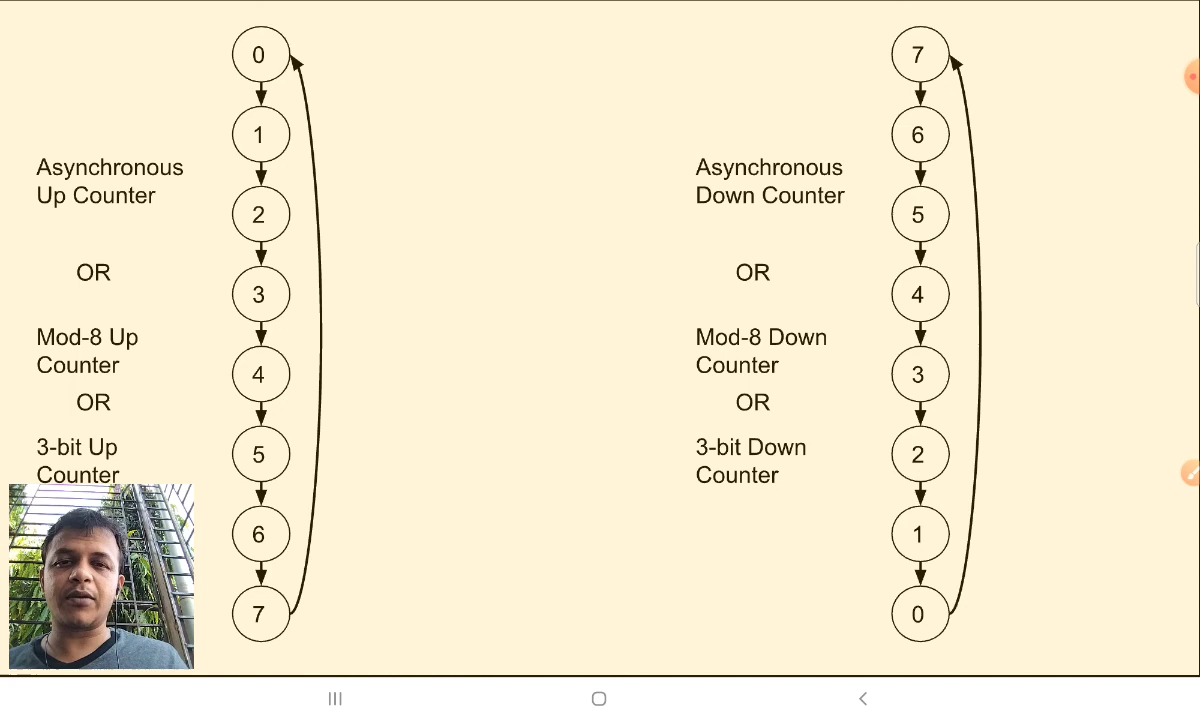 Asynchronous
Up Counter
OR
Mod-8 Up
Counter
OR
3-bit Up
Counter
0
1
2
3
4
5
6
7
Asynchronous
Down Counter
OR
Mod-8 Down
Counter
OR
3-bit Down
Counter
7
6
5
4
3
2
1
0